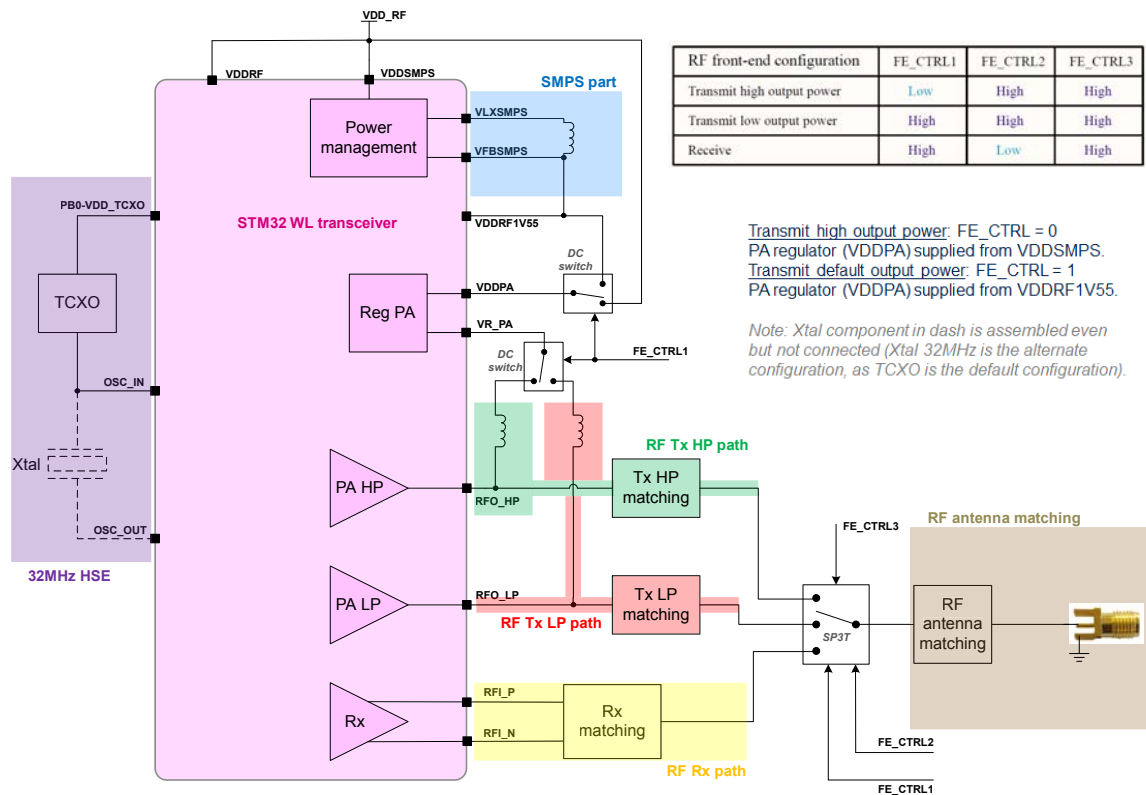 VDD_RF
VDDRF
VDDSMPS
SMPS part
Power
management
VLXSMPS
VFBSMPS
PB0-VDD_TCXO
STM32 WL transceiver
VDDRF1V55
TCXO
Reg PA
VDDPA
DC
switch
VR_PA
DC
switch
FE_CTRL1
OSC_IN
Xtal
OSC_OUT
32MHz HSE
PA HP
RFO_HP
RF Tx HP path
Tx HP
matching
PA LP
RFO_LP
RF Tx LP path
Tx LP
matching
Rx
RFI_P
RFI_N
Rx
matching
RF Rx path
FE_CTRL3
SP3T
FE_CTRL2
FE_CTRL1
RF antenna matching
RF
antenna
matching
RF front-end configuration FE_CTRL1 FE_CTRL2 FE_CTRL3
Transmit high output power Low High High
Transmit low output power High High High
Receive High Low High
Transmit high output power: FE_CTRL = 0
PA regulator (VDDPA) supplied from VDDSMPS.
Transmit default output power: FE_CTRL = 1
PA regulator (VDDPA) supplied from VDDRF1V55.
Note: Xtal component in dash is assembled even
but not connected (Xtal 32MHz is the alternate
configuration, as TCXO is the default configuration).